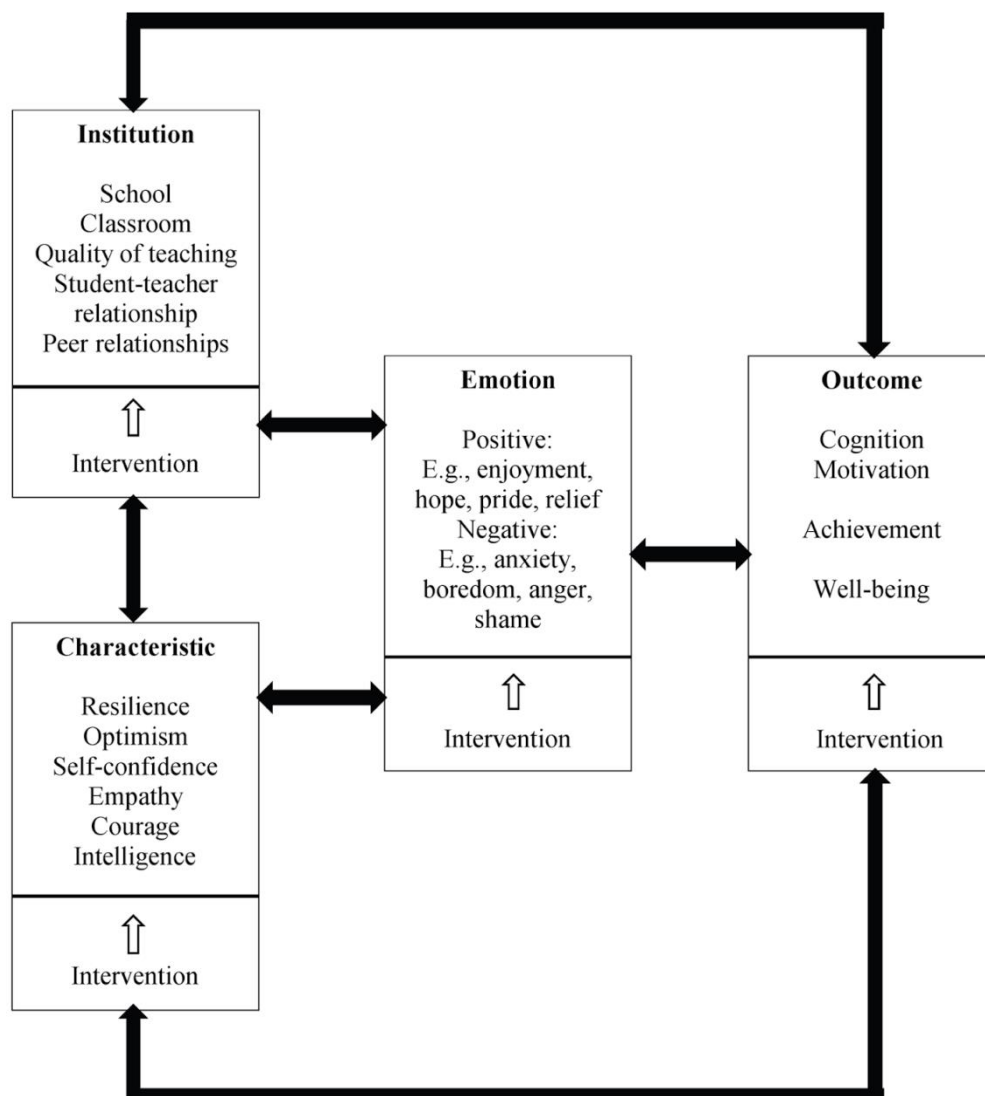 Institution
School
Classroom
Quality of teaching
Student-teacher
relationship
Peer relationships
Intervention
Emotion
Positive:
E.g., enjoyment,
hope, pride, relief
Negative:
E.g., anxiety,
boredom, anger,
shame
Intervention
Outcome
Cognition
Motivation
Achievement
Well-being
Intervention
Characteristic
Resilience
Optimism
Self-confidence
Empathy
Courage
Intelligence
Intervention